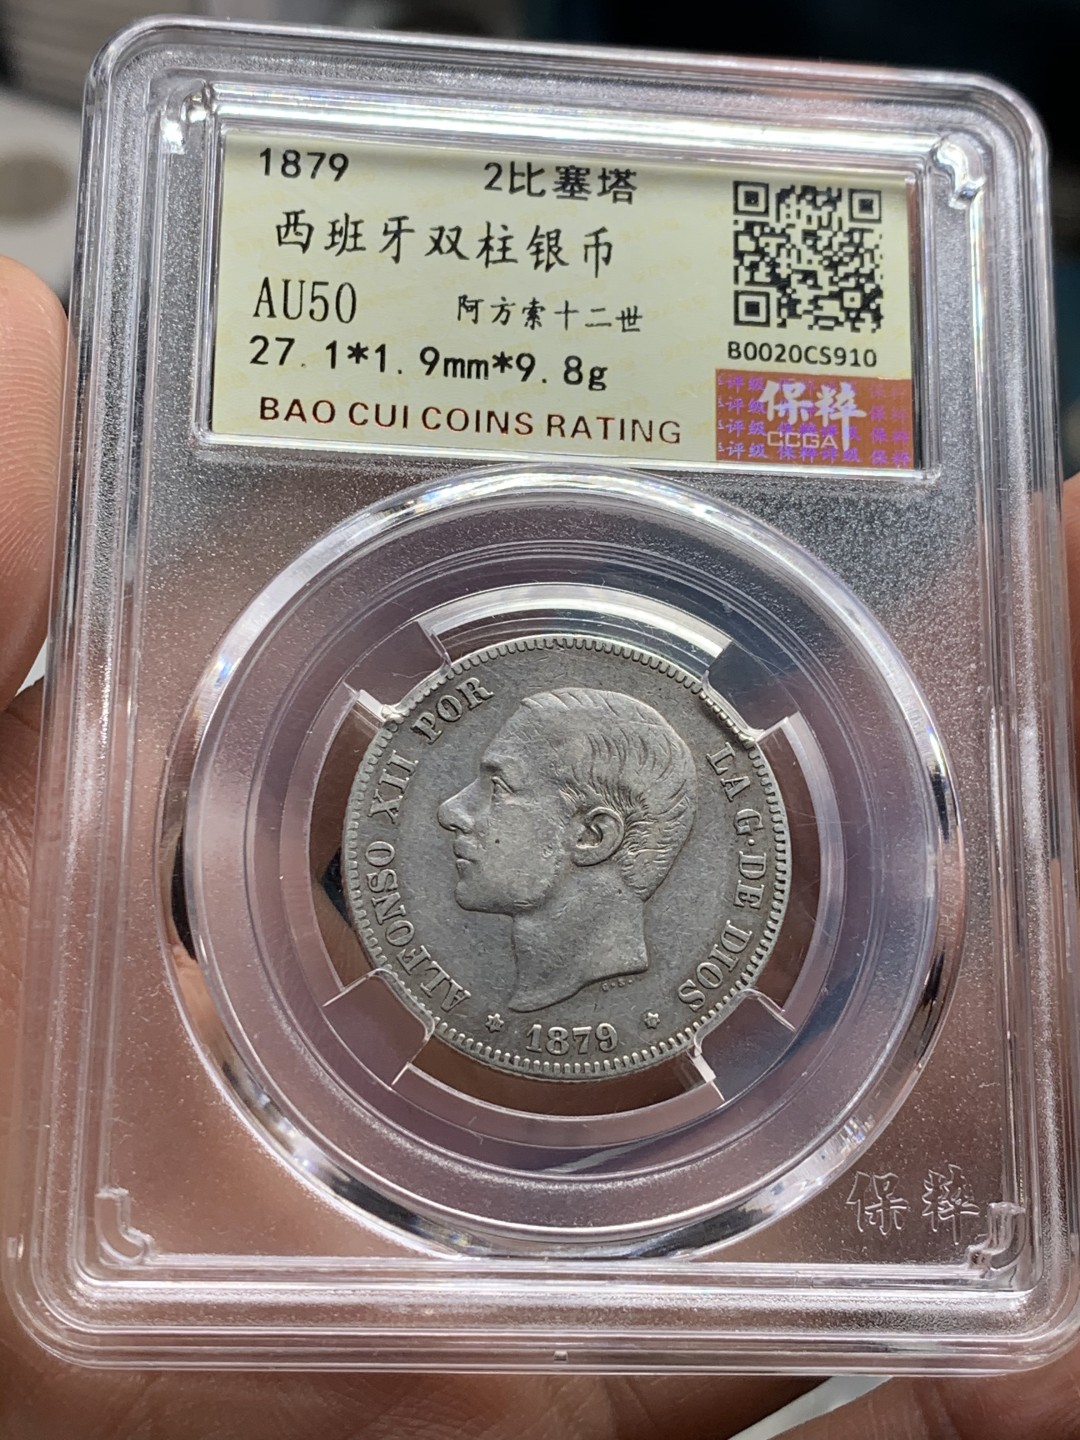 1879 2比塞塔
西班牙双柱银币
AU50 阿方索十二世
27.1*1.9mm*9.8g
BAO CUI COINS RATING
B0020CS910
保粹
CCGA
ALFONSO XII POR LA G. DE DIOS
1879
保粹